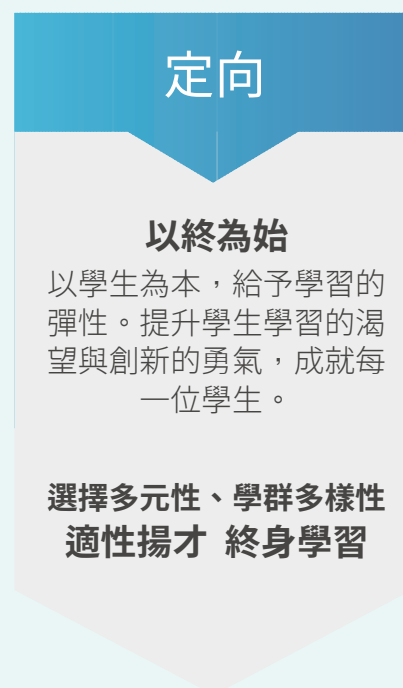 定向
以終為始
以學生為本，給予學習的
彈性。提升學生學習的渴
望與創新的勇氣，成就每
一位學生。
選擇多元性、學群多樣性
適性揚才 終身學習